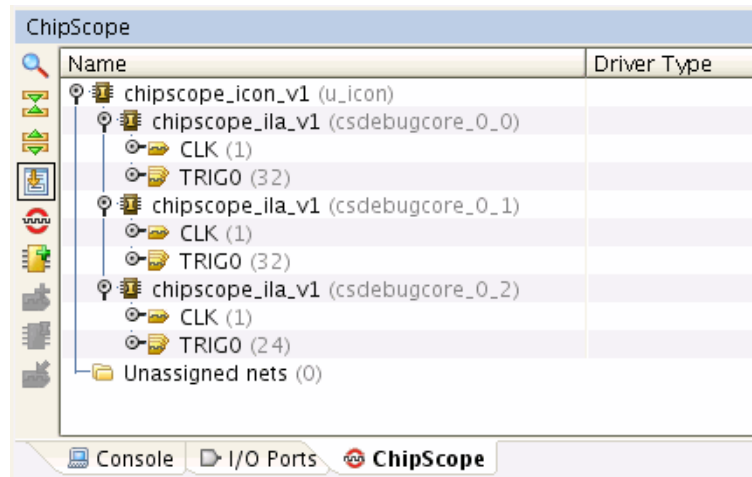 ChipScope
Name Driver Type
chipscope_icon_v1 (u_icon)
chipscope_ila_v1 (csdebugcore_0_0)
CLK (1)
TRIG0 (32)
chipscope_ila_v1 (csdebugcore_0_1)
CLK (1)
TRIG0 (32)
chipscope_ila_v1 (csdebugcore_0_2)
CLK (1)
TRIG0 (24)
Unassigned nets (0)
Console I/O Ports ChipScope